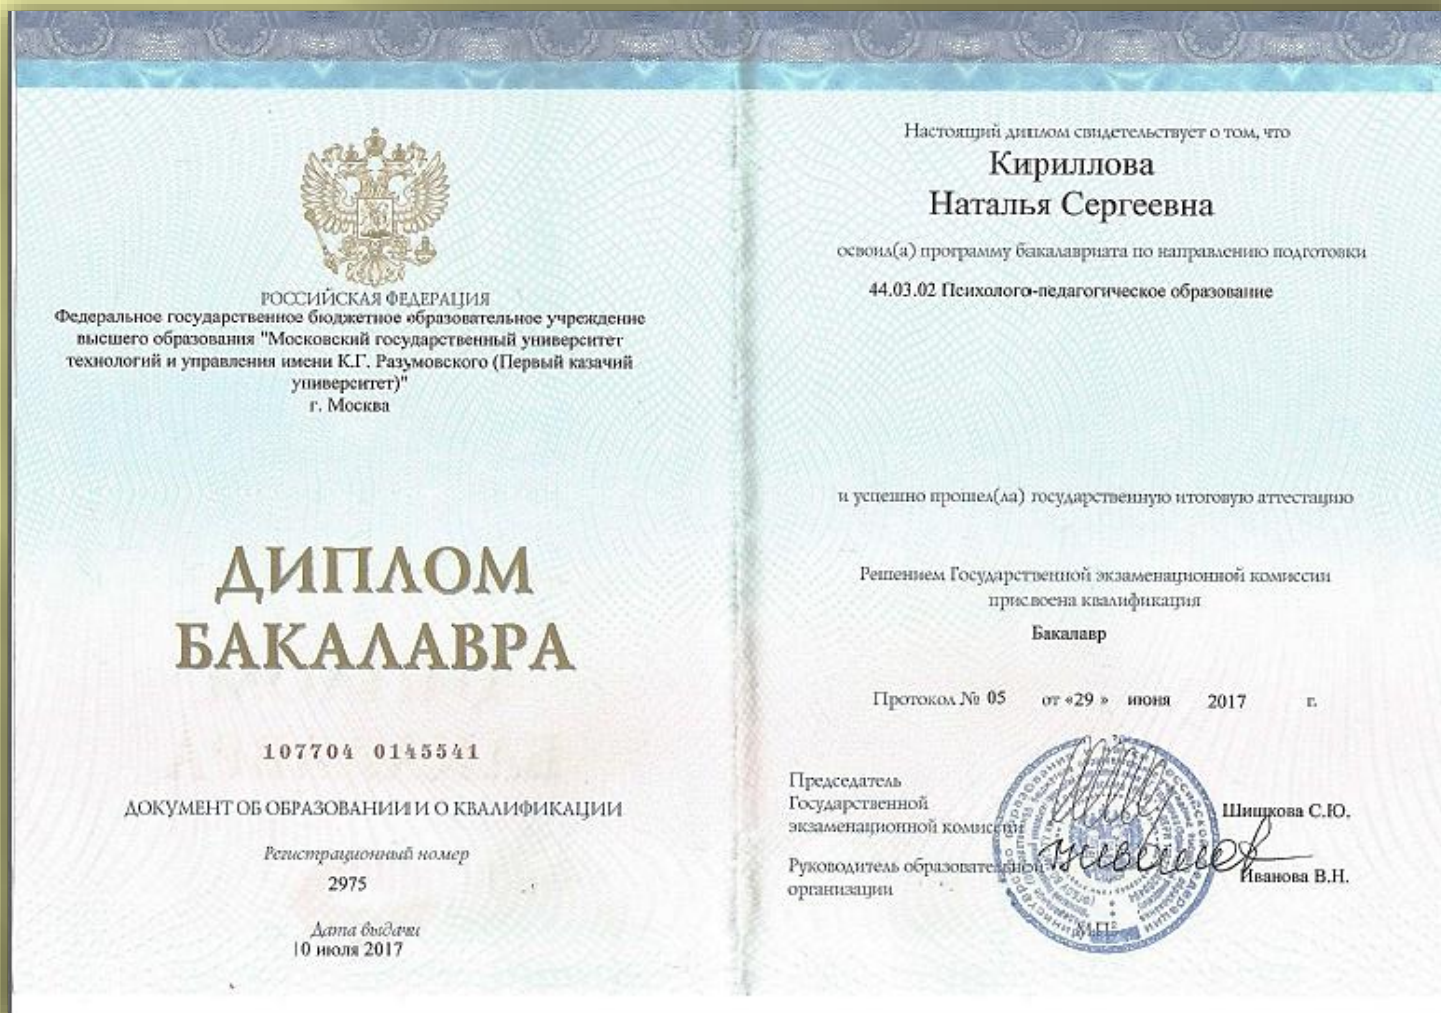 РОССИЙСКАЯ ФЕДЕРАЦИЯ
Федеральное государственное бюджетное образовательное учреждение
высшего образования "Московский государственный университет
технологий и управления имени К.Г. Разумовского (Первый казачий
университет)"
г. Москва
ДИПЛОМ
БАКАЛАВРА
107704 0145541
ДОКУМЕНТ ОБ ОБРАЗОВАНИИ И О КВАЛИФИКАЦИИ
Регистрационный номер
2975
Дата выдачи
10 июля 2017
Настоящий диплом свидетельствует о том, что
Кириллова
Наталья Сергеевна
освоил(а) программу бакалавриата по направлению подготовки
44.03.02 Психолого-педагогическое образование
и успешно прошел(ла) государственную итоговую аттестацию
Решением Государственной экзаменационной комиссии
присвоена квалификация
Бакалавр
Протокол № 05 от «29 » июня 2017 г.
Председатель
Государственной
экзаменационной комиссии
Шишкова С.Ю.
Руководитель образовательной
организации
Иванова В.Н.
М.П.